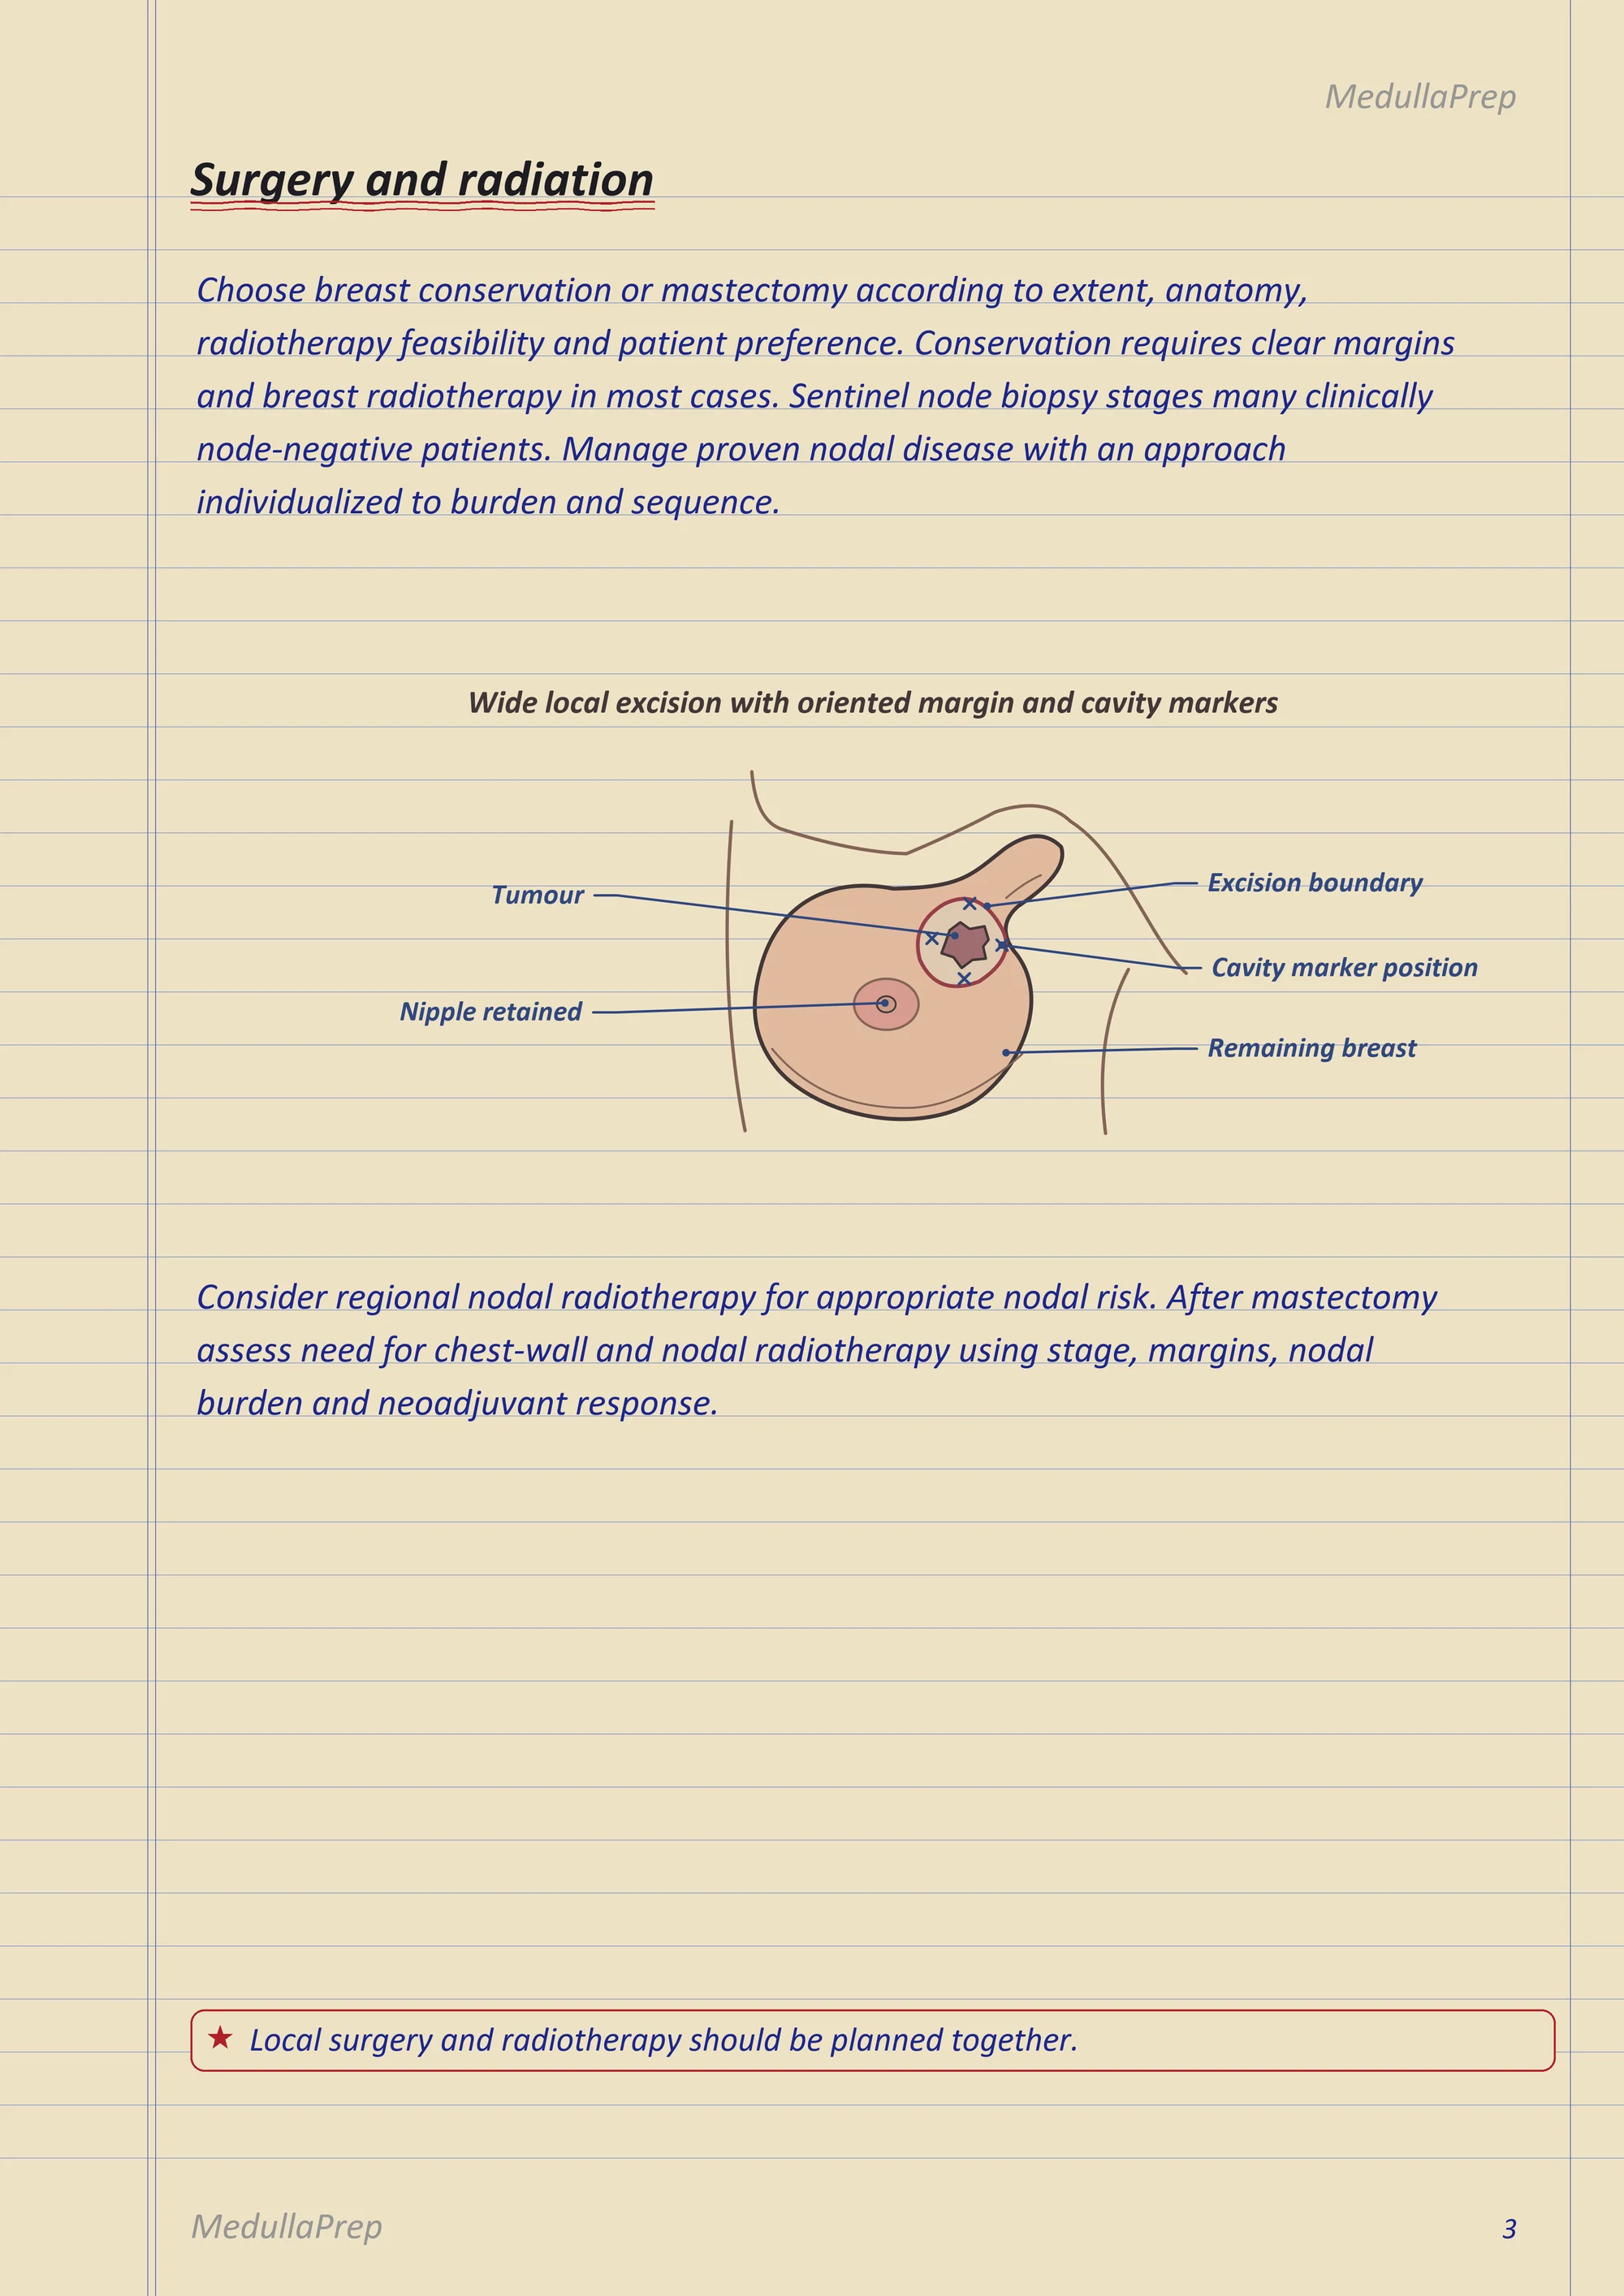 MedullaPrep
Surgery and radiation
Choose breast conservation or mastectomy according to extent, anatomy,
radiotherapy feasibility and patient preference. Conservation requires clear margins
and breast radiotherapy in most cases. Sentinel node biopsy stages many clinically
node-negative patients. Manage proven nodal disease with an approach
individualized to burden and sequence.
Wide local excision with oriented margin and cavity markers
Tumour
Excision boundary
Cavity marker position
Nipple retained
Remaining breast
Consider regional nodal radiotherapy for appropriate nodal risk. After mastectomy
assess need for chest-wall and nodal radiotherapy using stage, margins, nodal
burden and neoadjuvant response.
★ Local surgery and radiotherapy should be planned together.
MedullaPrep
3